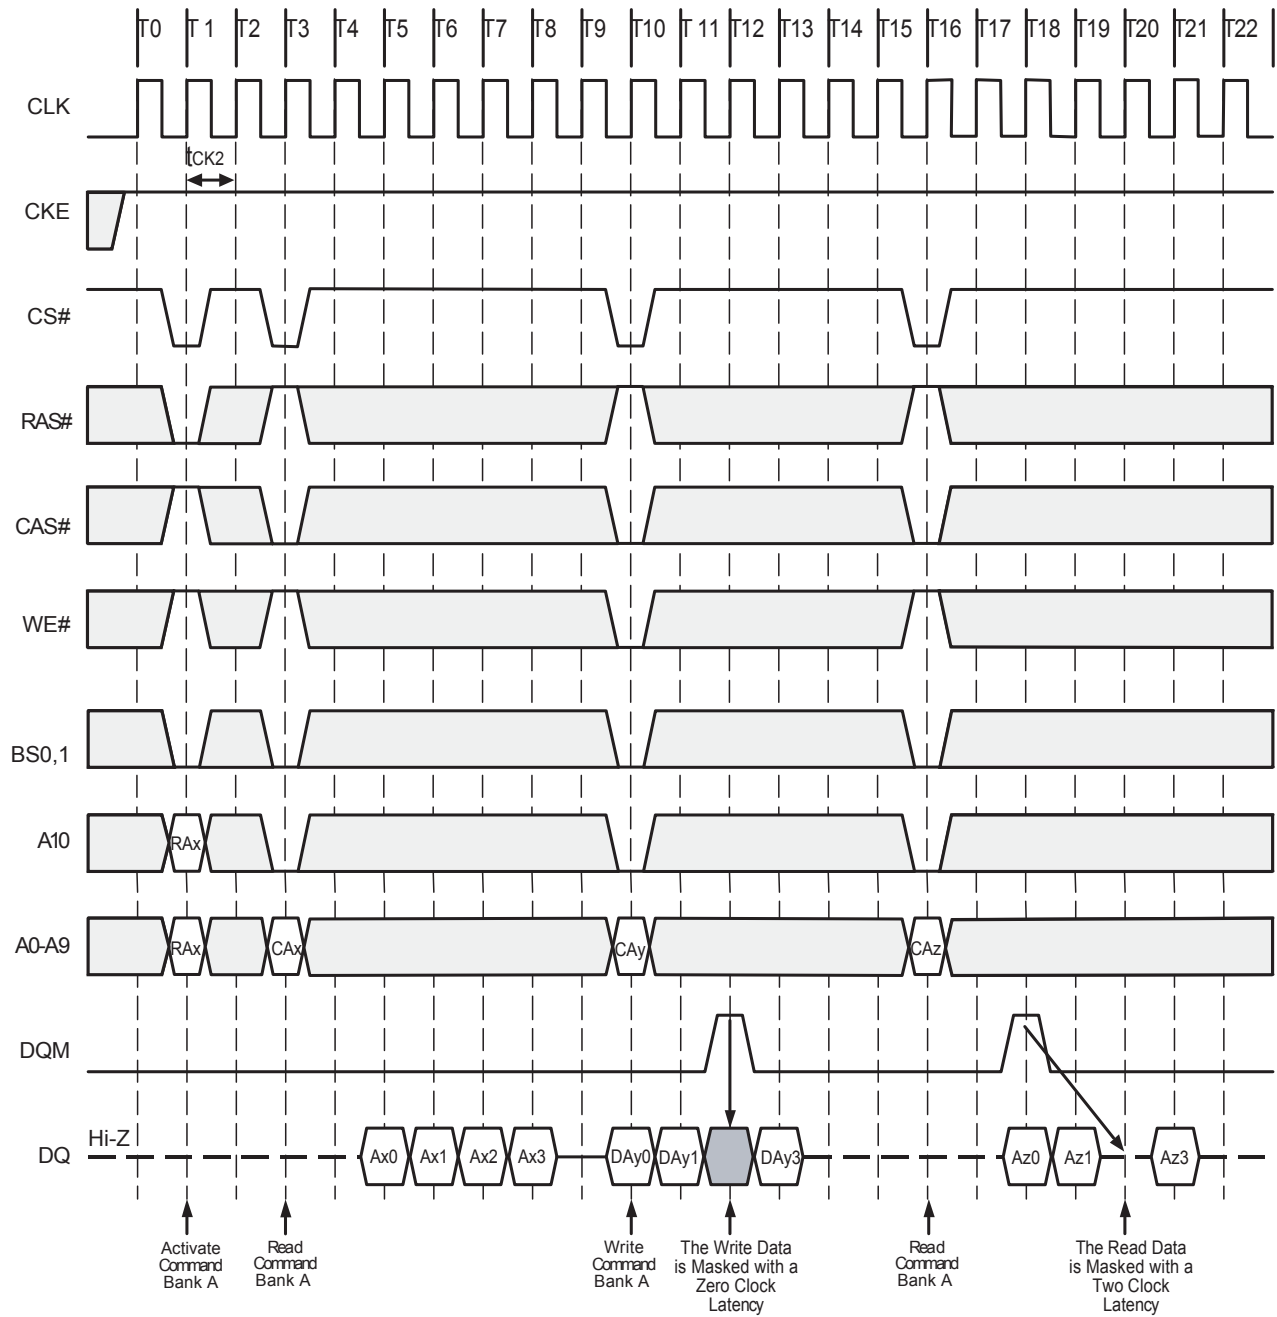 T0 T 1 T2 T3 T4 T5 T6 T7 T8 T9 T10 T 11 T12 T13 T14 T15 T16 T17 T18 T19 T20 T21 T22
CLK
tCK2
CKE
CS#
RAS#
CAS#
WE#
BS0,1
A10 RAx
A0-A9 RAx CAx CAy CAz
DQM
Hi-Z
DQ Ax0 Ax1 Ax2 Ax3 DAy0 DAy1 DAy3 Az0 Az1 Az3
Activate
Command
Bank A
Read
Command
Bank A
Write
Command
Bank A
The Write Data
is Masked with a
Zero Clock
Latency
Read
Command
Bank A
The Read Data
is Masked with a
Two Clock
Latency